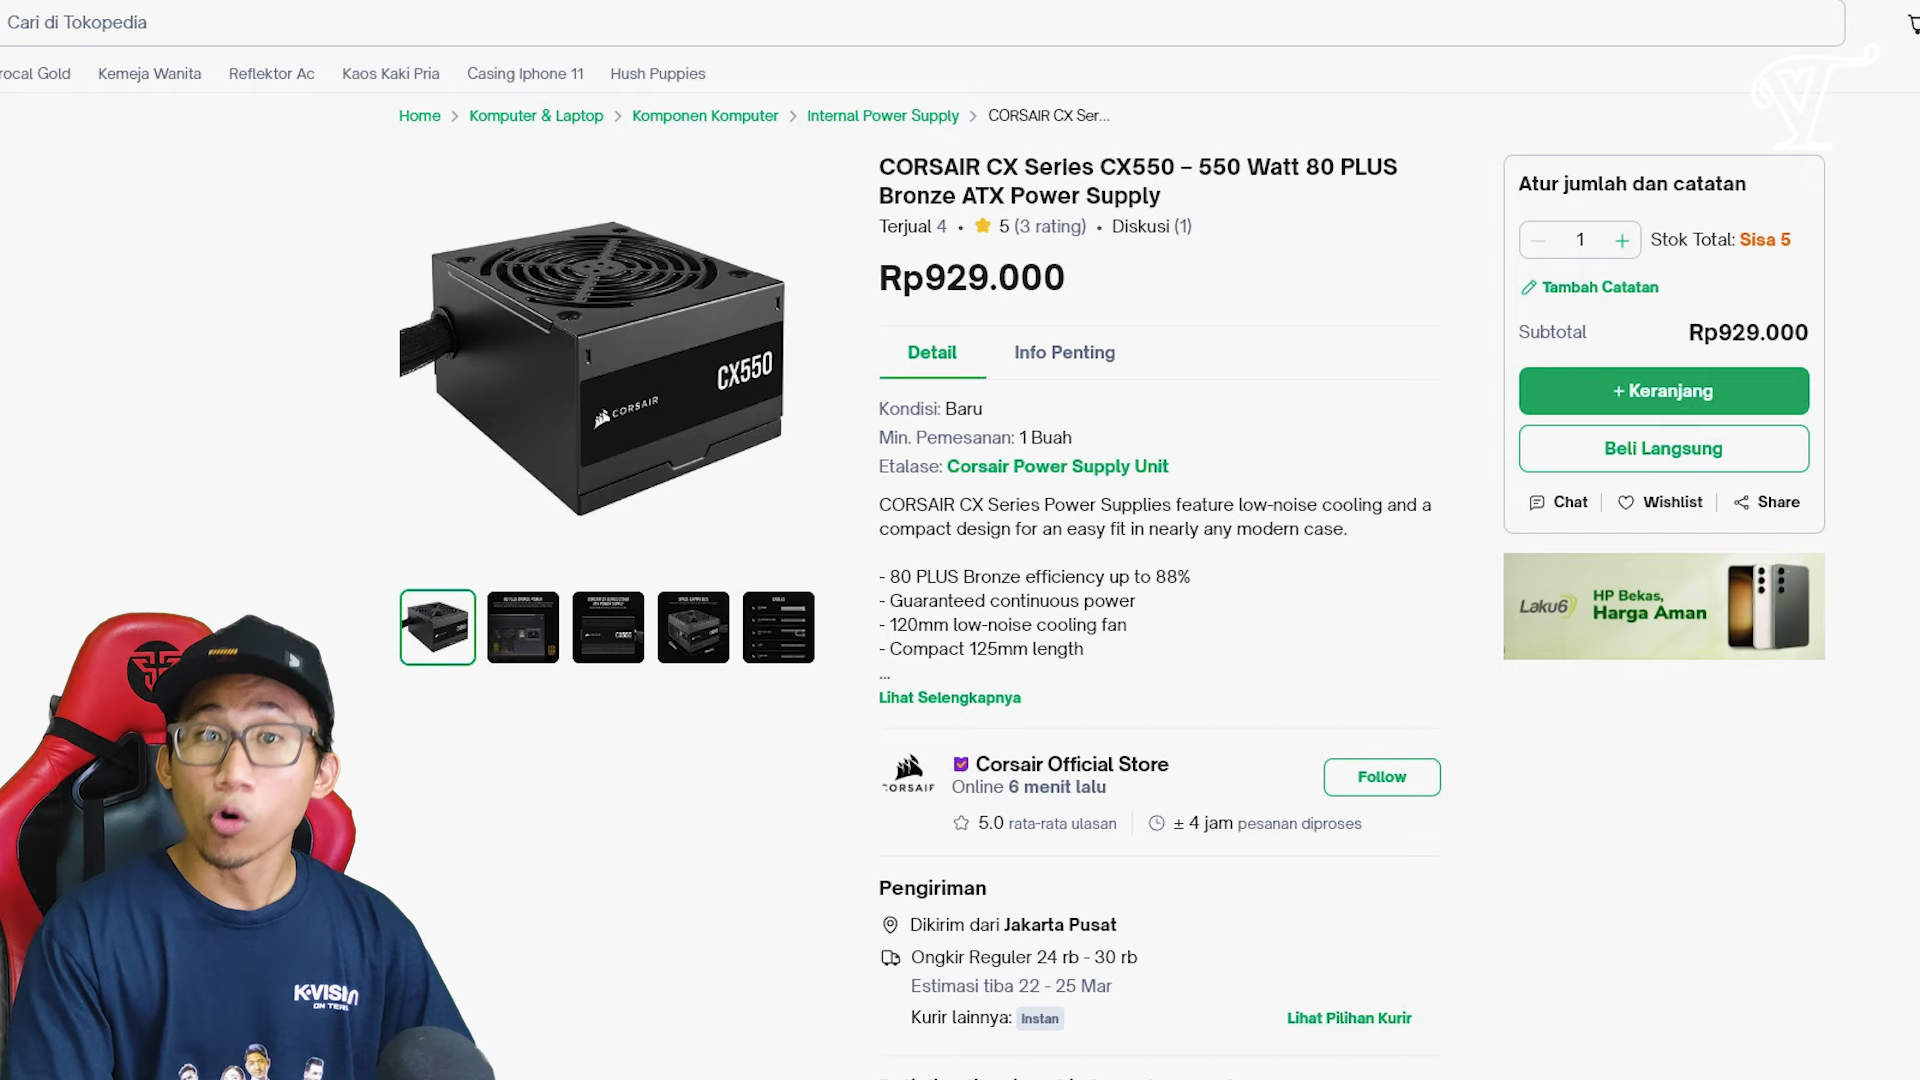 Cari di Tokopedia
rocal Gold
Kemeja Wanita
Reflektor Ac
Kaos Kaki Pria
Casing Iphone 11
Hush Puppies
Home > Komputer & Laptop > Komponen Komputer > Internal Power Supply > CORSAIR CX Ser...
CX550
CORSAIR
CORSAIR CX Series CX550 – 550 Watt 80 PLUS
Bronze ATX Power Supply
Terjual 4 • 5 (3 rating) • Diskusi (1)
Rp929.000
Detail
Info Penting
Kondisi: Baru
Min. Pemesanan: 1 Buah
Etalase: Corsair Power Supply Unit
CORSAIR CX Series Power Supplies feature low-noise cooling and a
compact design for an easy fit in nearly any modern case.
- 80 PLUS Bronze efficiency up to 88%
- Guaranteed continuous power
- 120mm low-noise cooling fan
- Compact 125mm length
...
Lihat Selengkapnya
CORSAIR
Corsair Official Store
Online 6 menit lalu
Follow
5.0 rata-rata ulasan
± 4 jam pesanan diproses
Pengiriman
Dikirim dari Jakarta Pusat
Ongkir Reguler 24 rb - 30 rb
Estimasi tiba 22 - 25 Mar
Kurir lainnya: Instan
Lihat Pilihan Kurir
Atur jumlah dan catatan
1
Stok Total: Sisa 5
Tambah Catatan
Subtotal
Rp929.000
+ Keranjang
Beli Langsung
Chat
Wishlist
Share
Laku6
HP Bekas,
Harga Aman
K-VISION